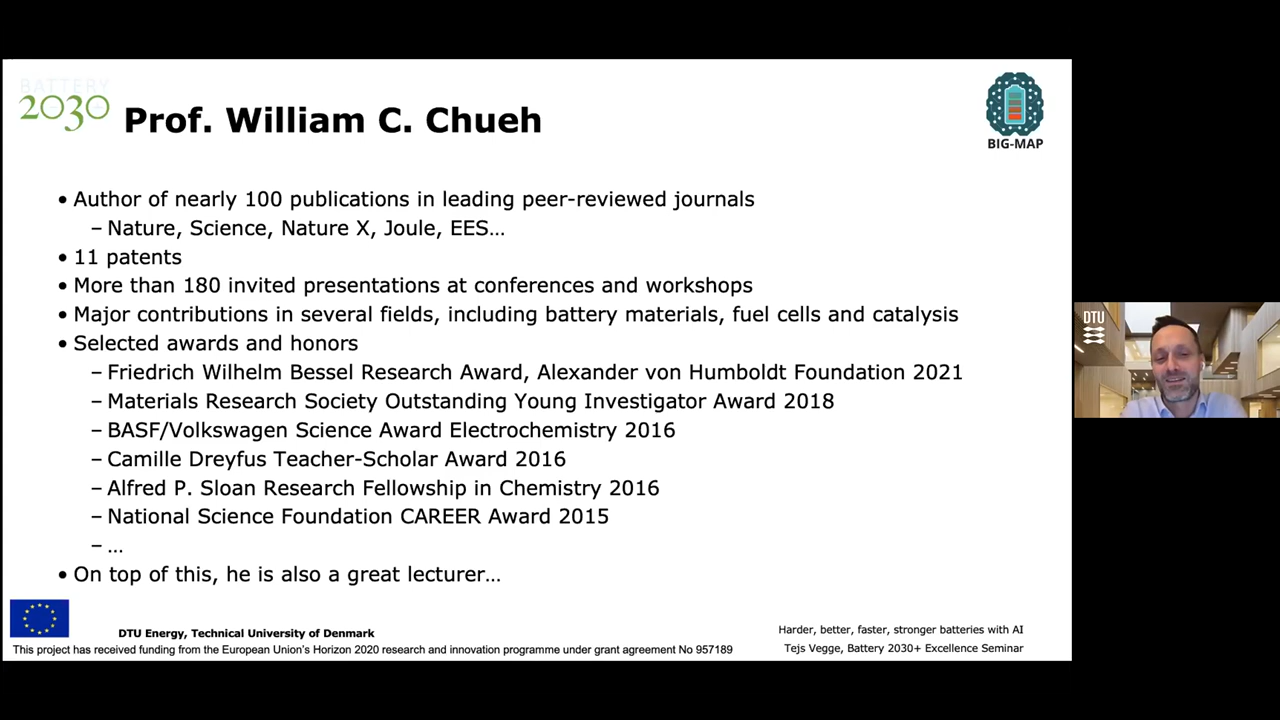 BATTERY
2030
Prof. William C. Chueh
BIG-MAP
• Author of nearly 100 publications in leading peer-reviewed journals
– Nature, Science, Nature X, Joule, EES…
• 11 patents
• More than 180 invited presentations at conferences and workshops
• Major contributions in several fields, including battery materials, fuel cells and catalysis
• Selected awards and honors
– Friedrich Wilhelm Bessel Research Award, Alexander von Humboldt Foundation 2021
– Materials Research Society Outstanding Young Investigator Award 2018
– BASF/Volkswagen Science Award Electrochemistry 2016
– Camille Dreyfus Teacher-Scholar Award 2016
– Alfred P. Sloan Research Fellowship in Chemistry 2016
– National Science Foundation CAREER Award 2015
– …
• On top of this, he is also a great lecturer…
DTU Energy, Technical University of Denmark
This project has received funding from the European Union’s Horizon 2020 research and innovation programme under grant agreement No 957189
Harder, better, faster, stronger batteries with AI
Tejs Vegge, Battery 2030+ Excellence Seminar
DTU